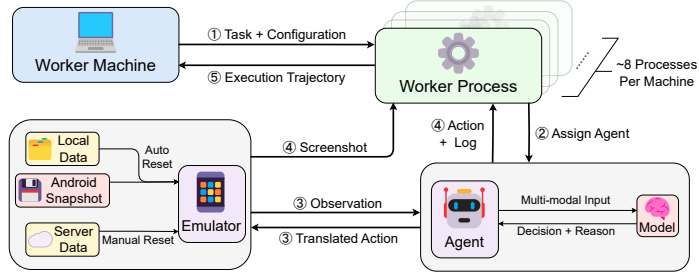 ① Task + Configuration
Worker Machine
⑤ Execution Trajectory
Worker Process
~8 Processes
Per Machine
Local
Data
Auto
Reset
Android
Snapshot
Server
Data
Manual Reset
Emulator
④ Screenshot
④ Action
+ Log
② Assign Agent
③ Observation
③ Translated Action
Agent
Multi-modal Input
Decision + Reason
Model